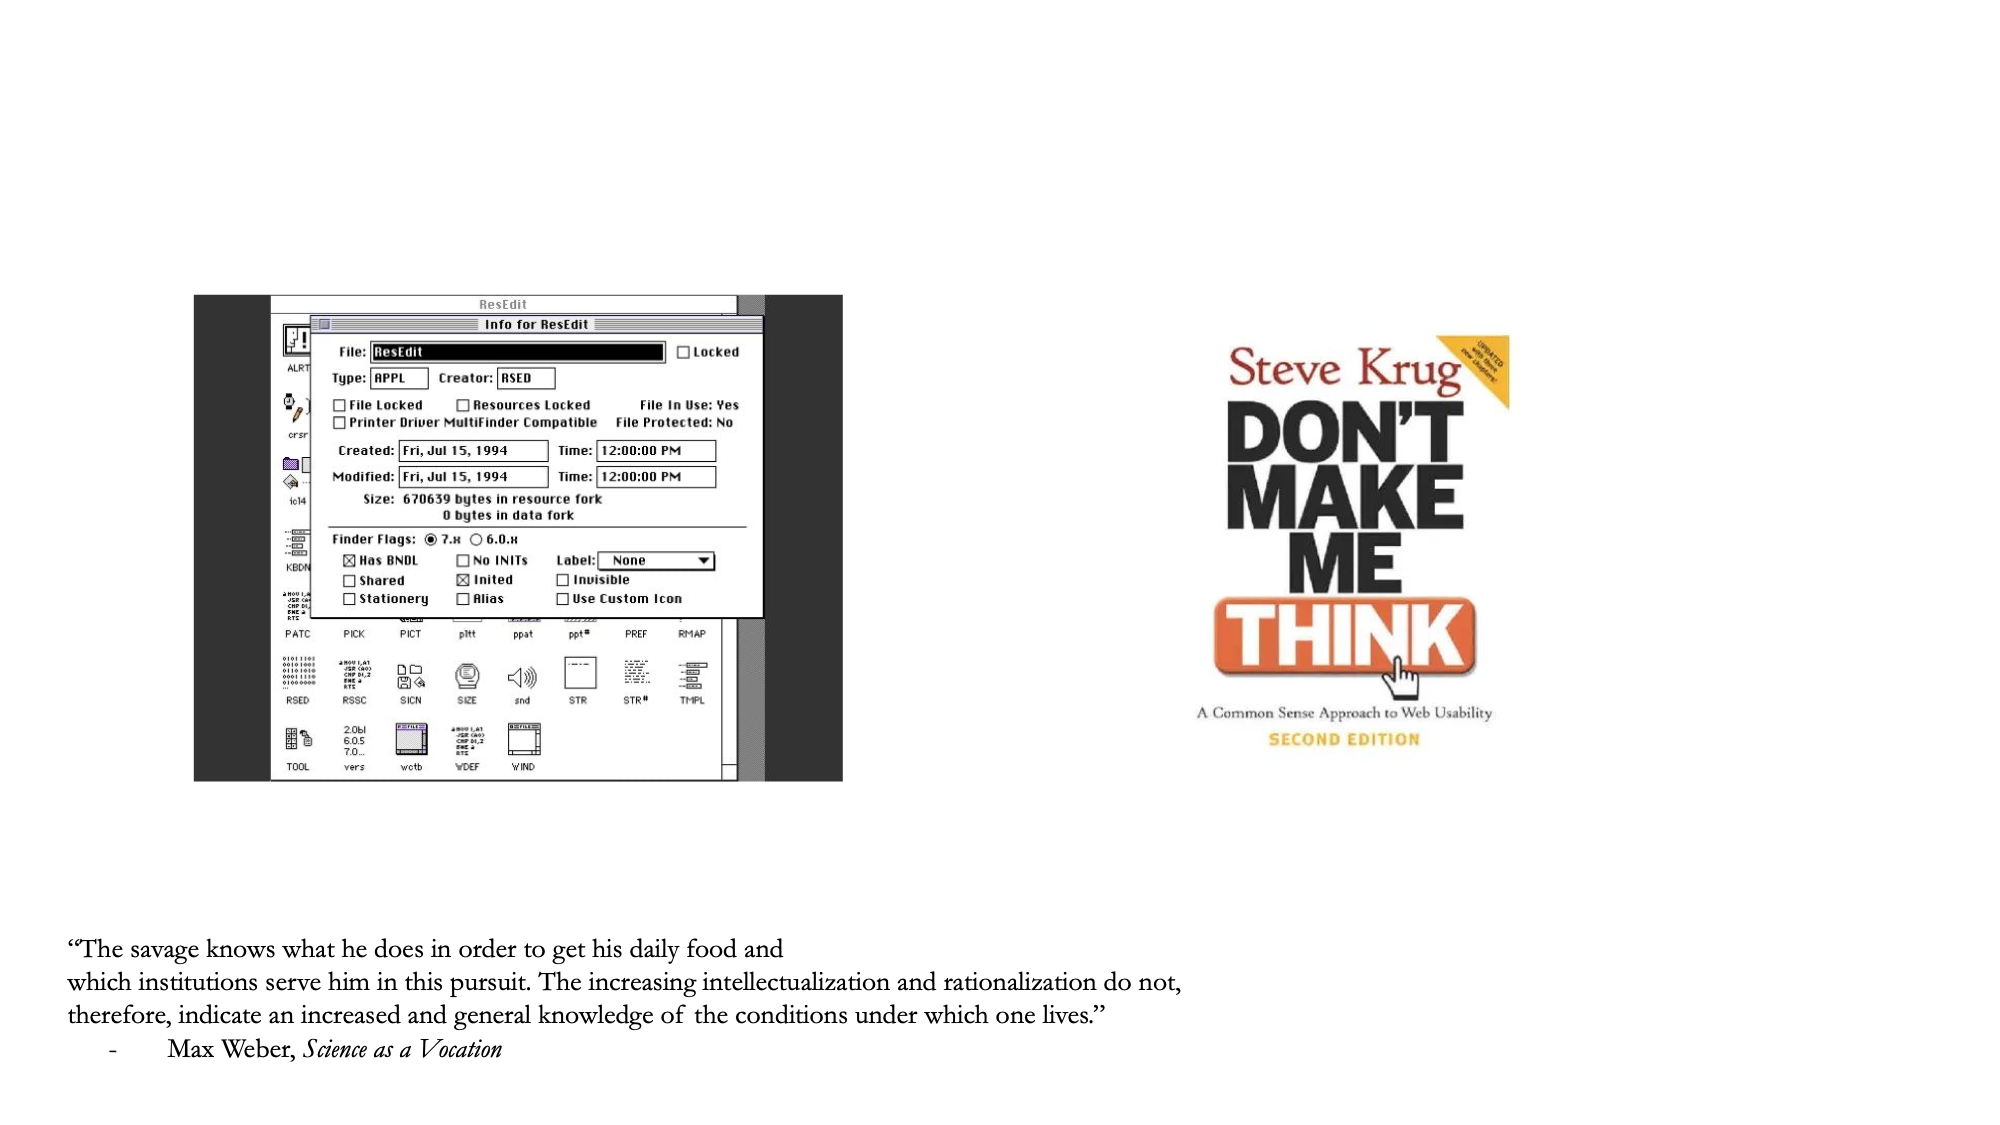 ResEdit
Info for ResEdit
File: ResEdit Locked
ALRT
Type: APPL Creator: RSED
File Locked Resources Locked File In Use: Yes
Printer Driver MultiFinder Compatible File Protected: No
crsr
Created: Fri, Jul 15, 1994 Time: 12:00:00 PM
Modified: Fri, Jul 15, 1994 Time: 12:00:00 PM
icl4
Size: 670639 bytes in resource fork
0 bytes in data fork
Finder Flags: 7.x 6.0.x
Has BNDL No INITs Label: None
KBDN
Shared Inited Invisible
Stationery Alias Use Custom Icon
PATC PICK PICT pltt ppat ppt# PREF RMAP
RSED RSSC SICN SIZE snd STR STR# TMPL
2.0b1
6.0.5
7.0...
TOOL vers wctb WDEF WIND
Steve Krug
UPDATED
with three
new chapters!
DON'T
MAKE
ME
THINK
A Common Sense Approach to Web Usability
SECOND EDITION
“The savage knows what he does in order to get his daily food and
which institutions serve him in this pursuit. The increasing intellectualization and rationalization do not,
therefore, indicate an increased and general knowledge of the conditions under which one lives.”
- Max Weber, Science as a Vocation